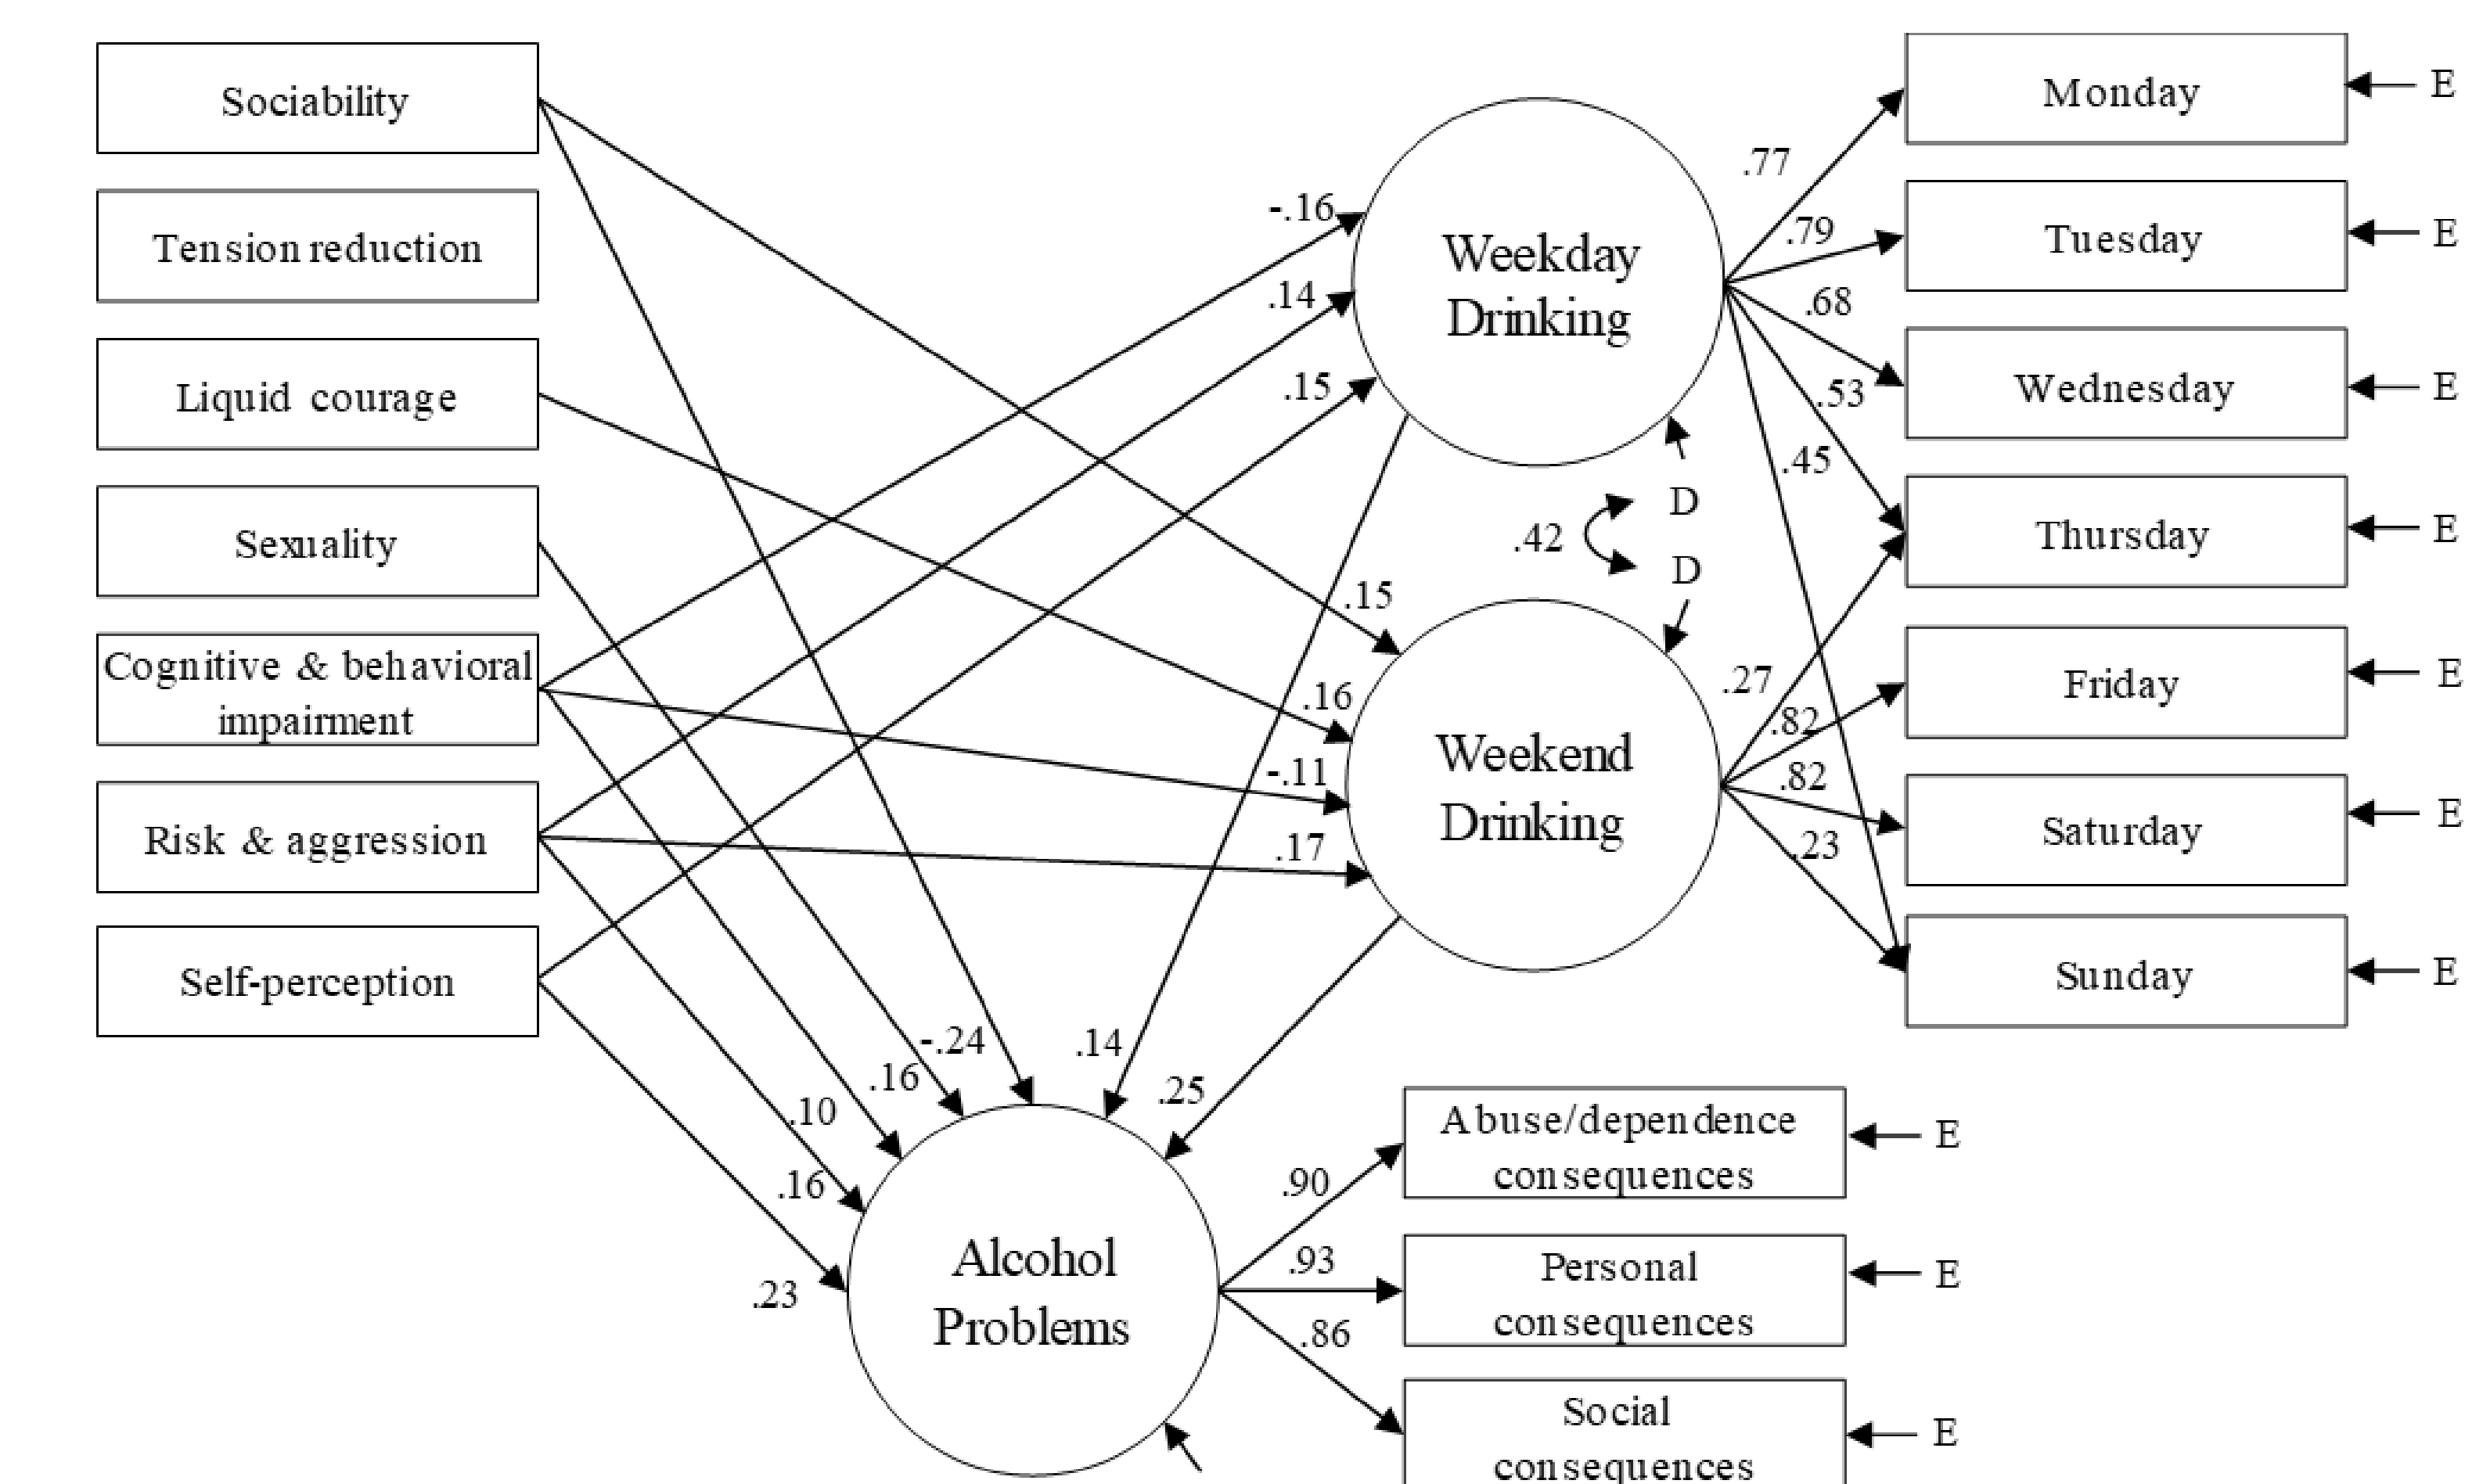 Sociability
Tension reduction
Liquid courage
Sexuality
Cognitive & behavioral
impairment
Risk & aggression
Self-perception
-.16
.14
.15
Weekday
Drinking
.42
D
D
.15
.16
-.11
.17
Weekend
Drinking
.77
.79
.68
.53
.45
.27
.82
.82
.23
Monday
E
Tuesday
E
Wednesday
E
Thursday
E
Friday
E
Saturday
E
Sunday
E
-.24
.14
.16
.25
.10
.16
.23
Alcohol
Problems
.90
.93
.86
Abuse/dependence
consequences
E
Personal
consequences
E
Social
consequences
E